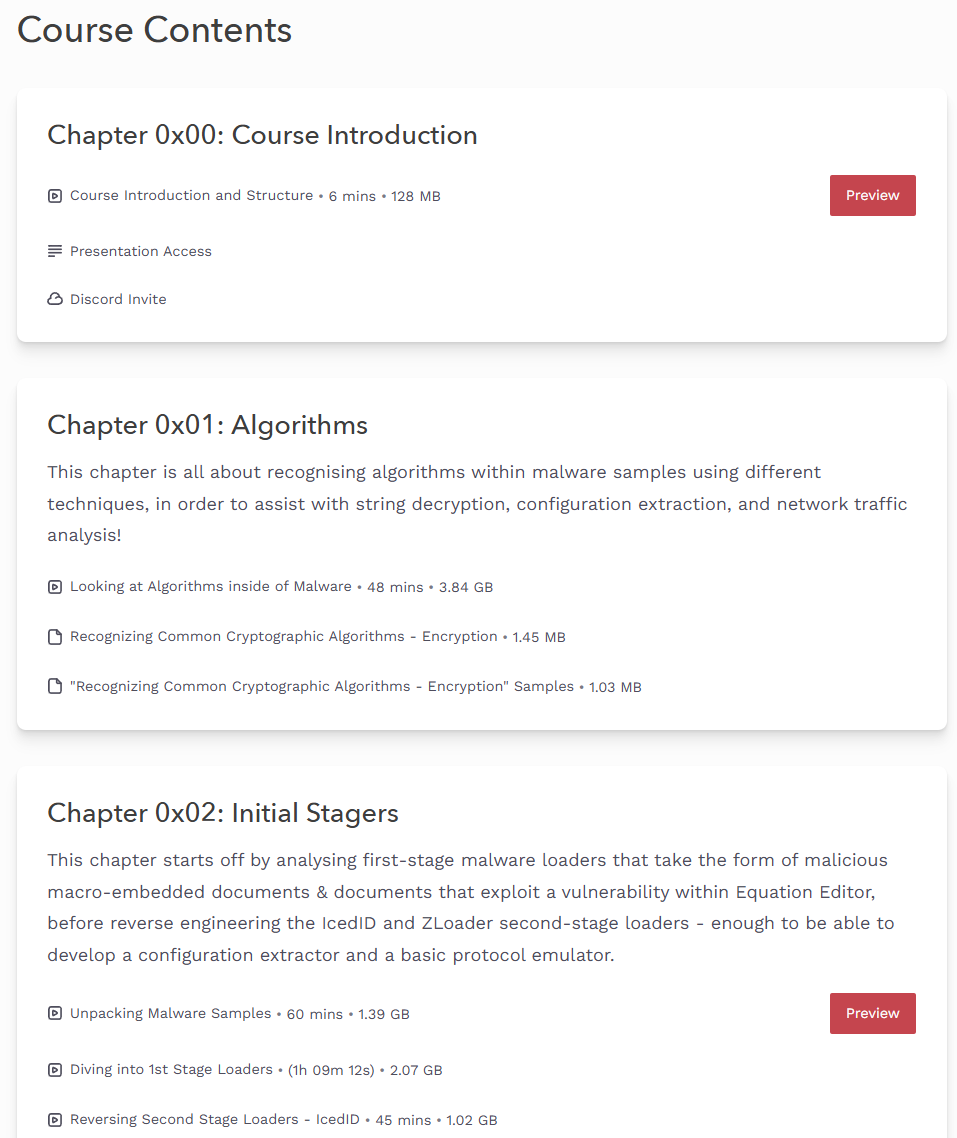 Course Contents
Chapter 0x00: Course Introduction
Course Introduction and Structure • 6 mins • 128 MB
Preview
Presentation Access
Discord Invite
Chapter 0x01: Algorithms
This chapter is all about recognising algorithms within malware samples using different
techniques, in order to assist with string decryption, configuration extraction, and network traffic
analysis!
Looking at Algorithms inside of Malware • 48 mins • 3.84 GB
Recognizing Common Cryptographic Algorithms - Encryption • 1.45 MB
"Recognizing Common Cryptographic Algorithms - Encryption" Samples • 1.03 MB
Chapter 0x02: Initial Stagers
This chapter starts off by analysing first-stage malware loaders that take the form of malicious
macro-embedded documents & documents that exploit a vulnerability within Equation Editor,
before reverse engineering the IcedID and ZLoader second-stage loaders - enough to be able to
develop a configuration extractor and a basic protocol emulator.
Unpacking Malware Samples • 60 mins • 1.39 GB
Preview
Diving into 1st Stage Loaders • (1h 09m 12s) • 2.07 GB
Reversing Second Stage Loaders - IcedID • 45 mins • 1.02 GB